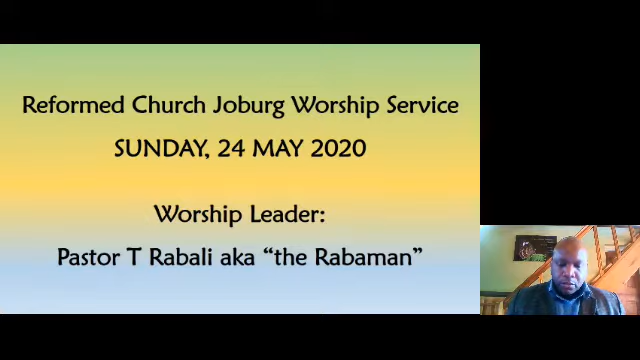 Reformed Church Joburg Worship Service
SUNDAY, 24 MAY 2020
Worship Leader:
Pastor T Rabali aka “the Rabaman”